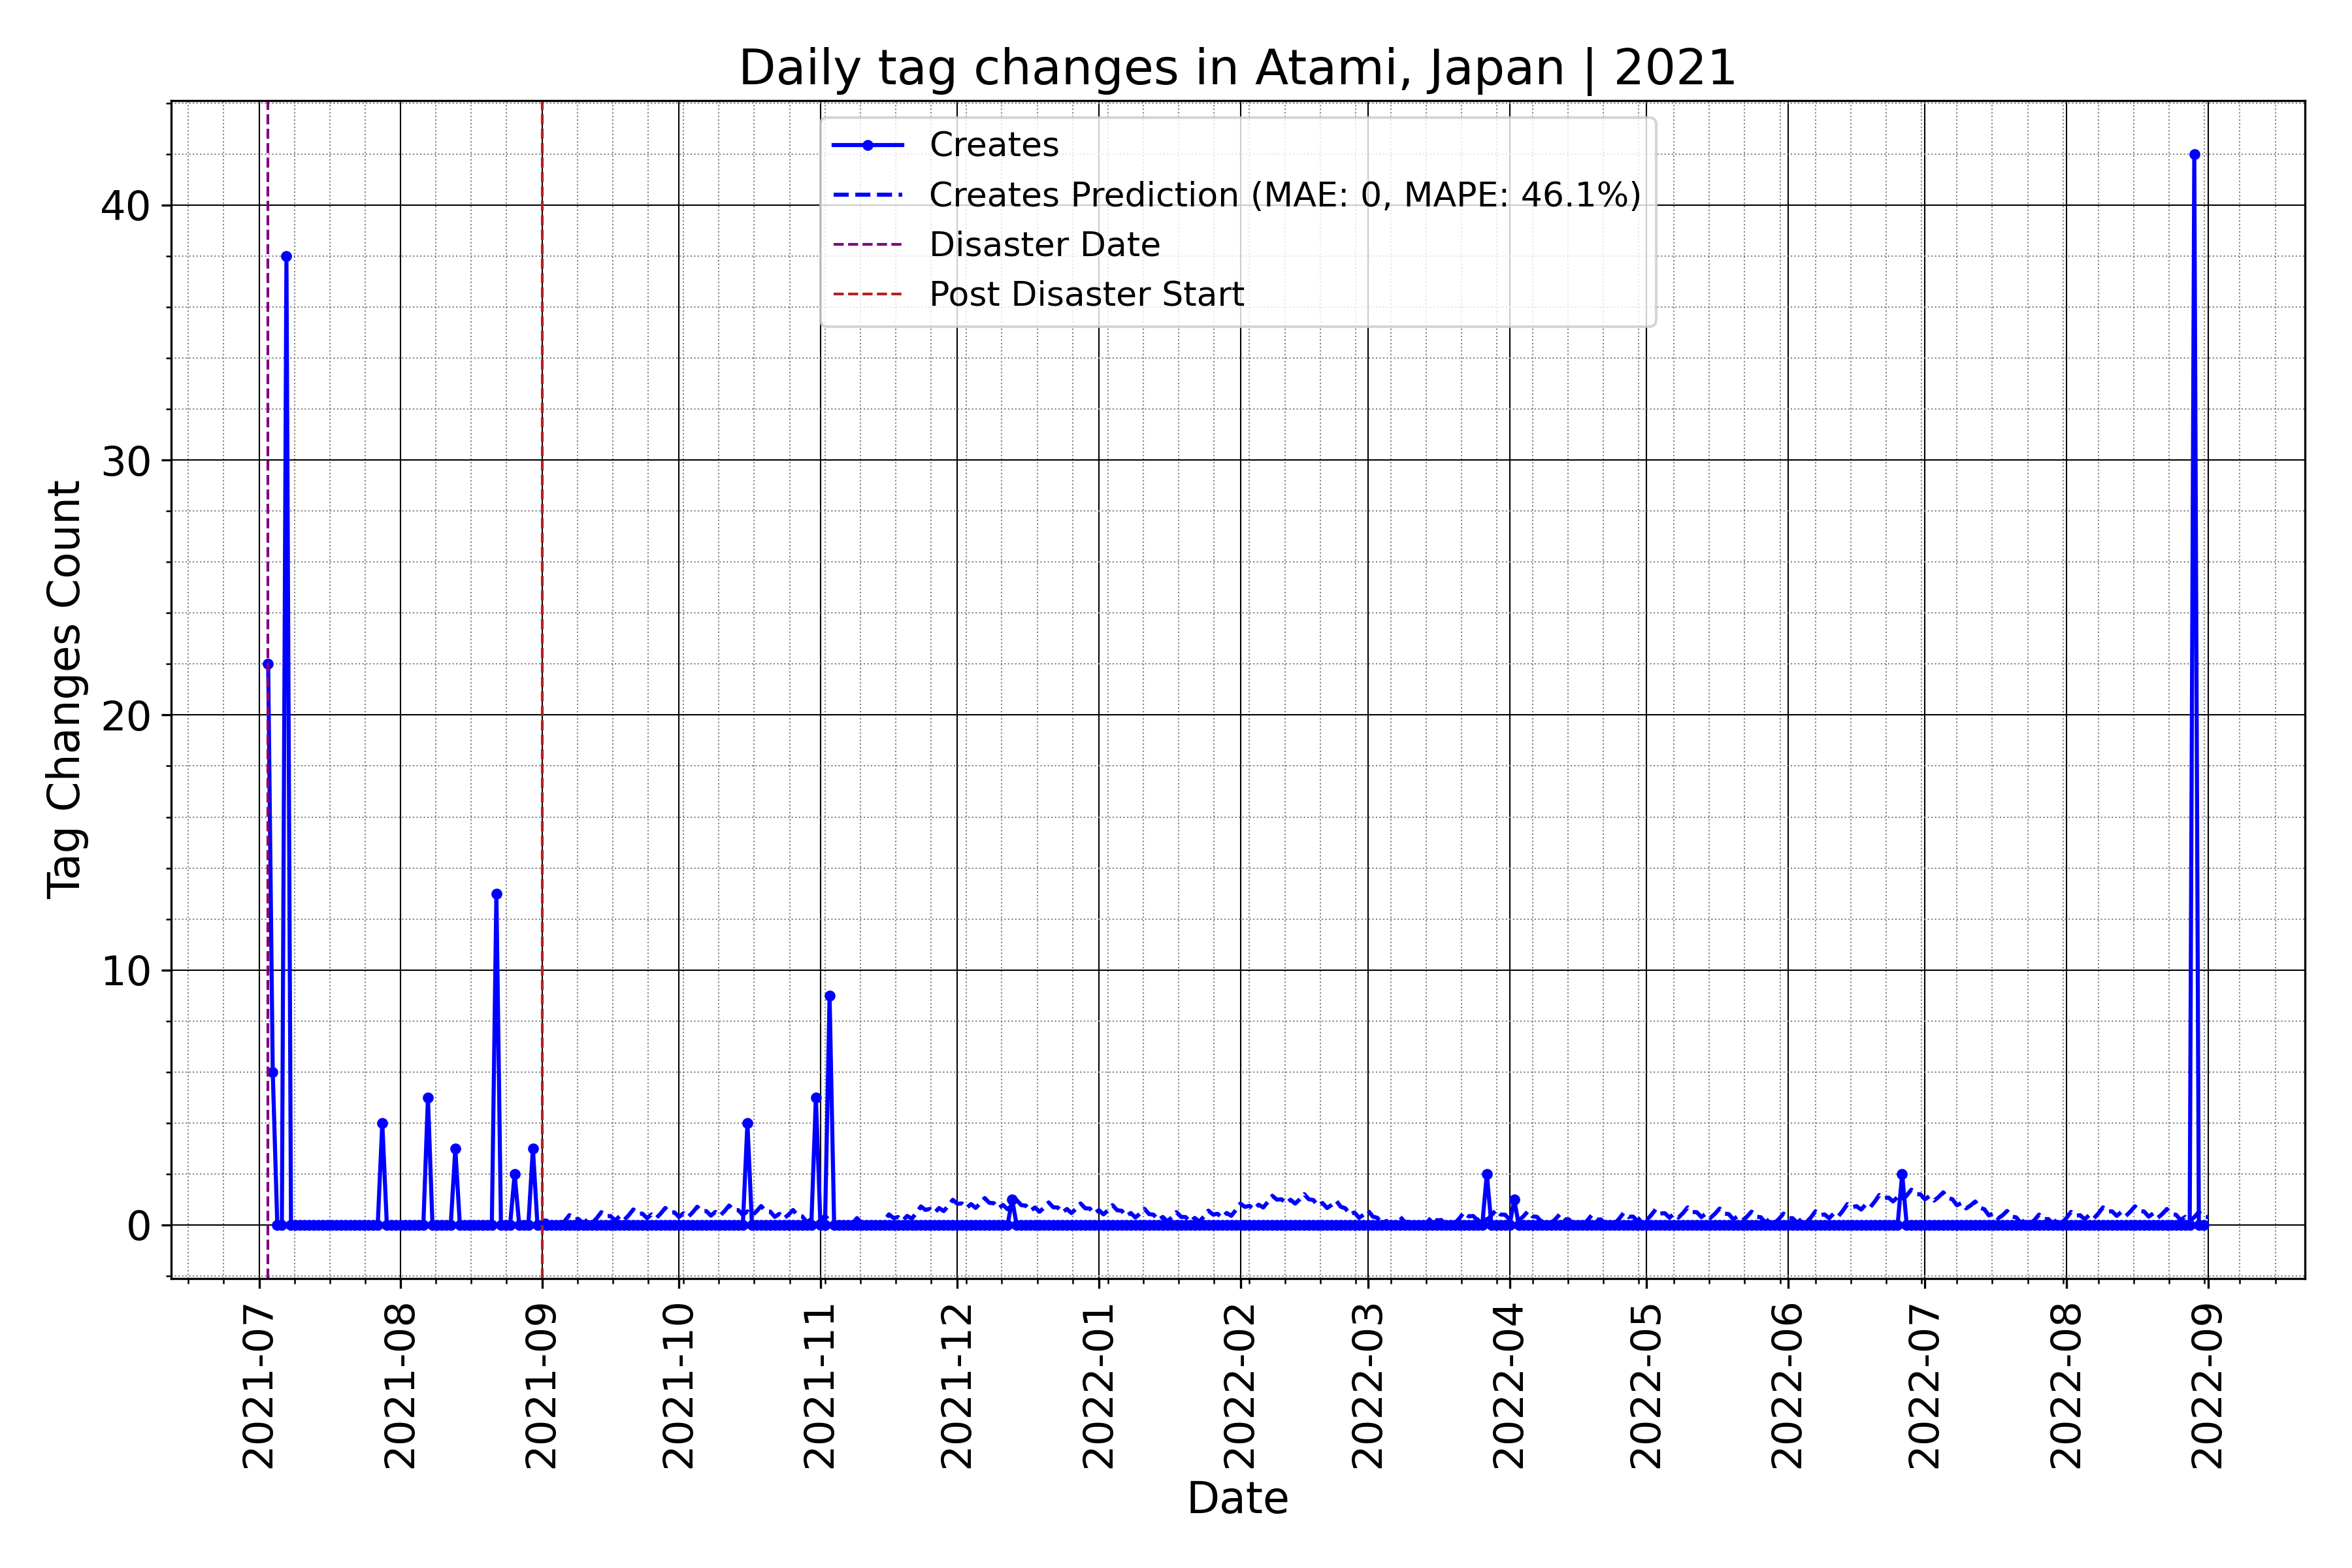 Daily tag changes in Atami, Japan | 2021
Creates
Creates Prediction (MAE: 0, MAPE: 46.1%)
Disaster Date
Post Disaster Start
Tag Changes Count
40
30
20
10
0
2021-07
2021-08
2021-09
2021-10
2021-11
2021-12
2022-01
2022-02
2022-03
2022-04
2022-05
2022-06
2022-07
2022-08
2022-09
Date